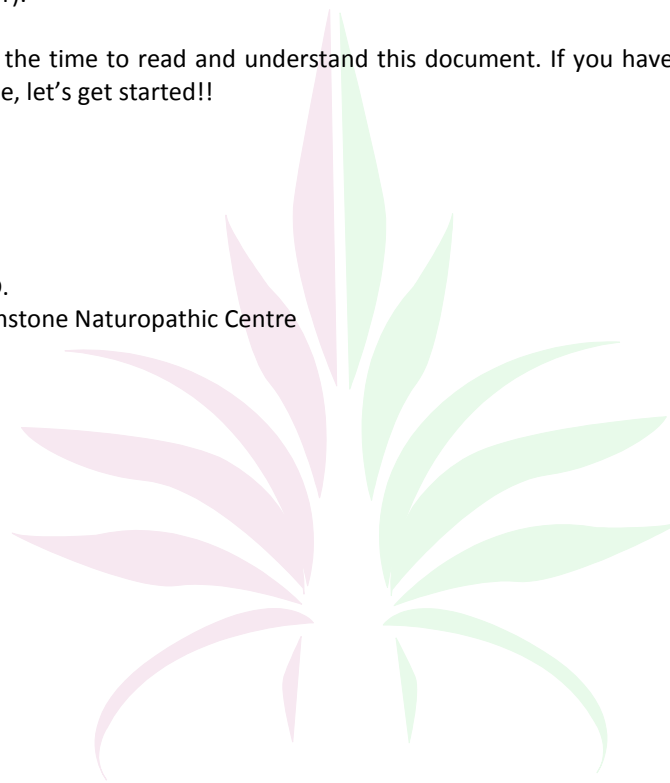 the time to read and understand this document. If you have
e, let's get started!!
.
nstone Naturopathic Centre